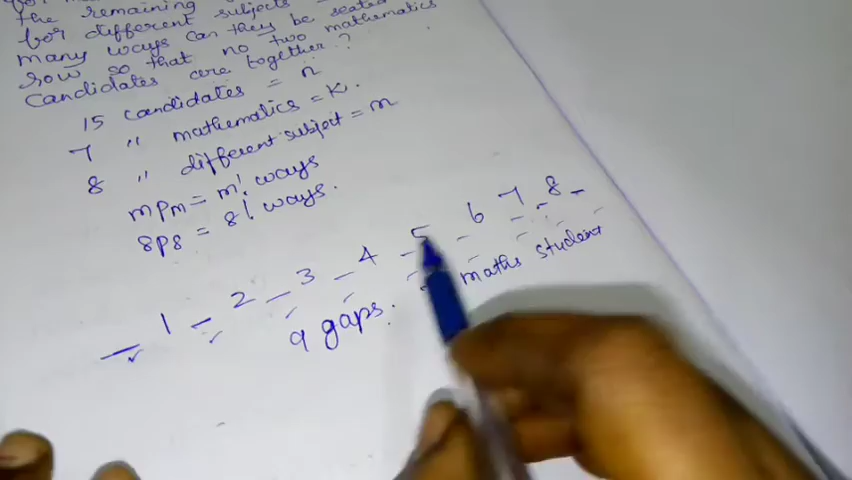 the remaining
for different subjects
many ways can they be seated
row so that no two mathematics
Candidates are together?
15 candidates = n
7 " mathematics = K.
8 " different subject = m
mPm = m! ways
8P8 = 8! ways.
1 2 3 4 5 6 7 8
9 gaps. maths student